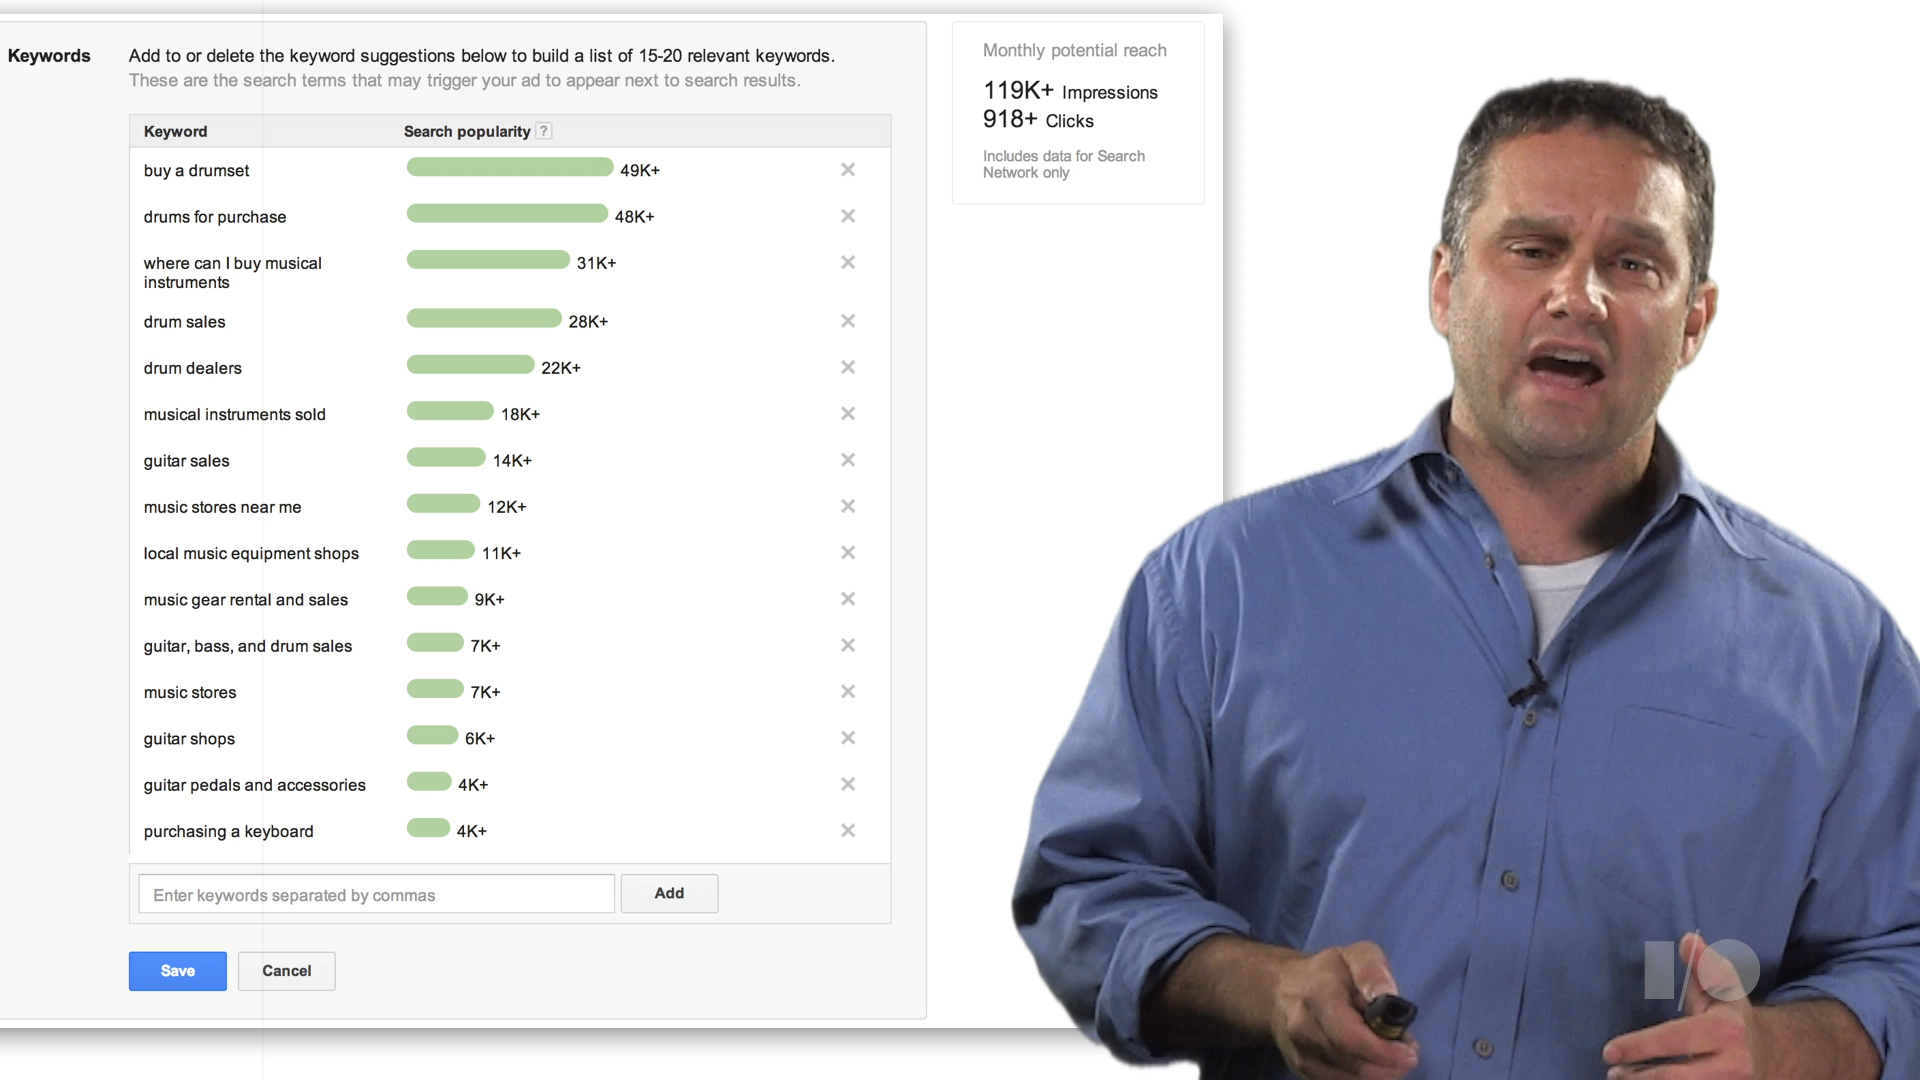 Keywords
Add to or delete the keyword suggestions below to build a list of 15-20 relevant keywords.
These are the search terms that may trigger your ad to appear next to search results.
Keyword Search popularity ?
buy a drumset 49K+
drums for purchase 48K+
where can I buy musical
instruments 31K+
drum sales 28K+
drum dealers 22K+
musical instruments sold 18K+
guitar sales 14K+
music stores near me 12K+
local music equipment shops 11K+
music gear rental and sales 9K+
guitar, bass, and drum sales 7K+
music stores 7K+
guitar shops 6K+
guitar pedals and accessories 4K+
purchasing a keyboard 4K+
Enter keywords separated by commas Add
Save Cancel
Monthly potential reach
119K+ Impressions
918+ Clicks
Includes data for Search
Network only
I/O